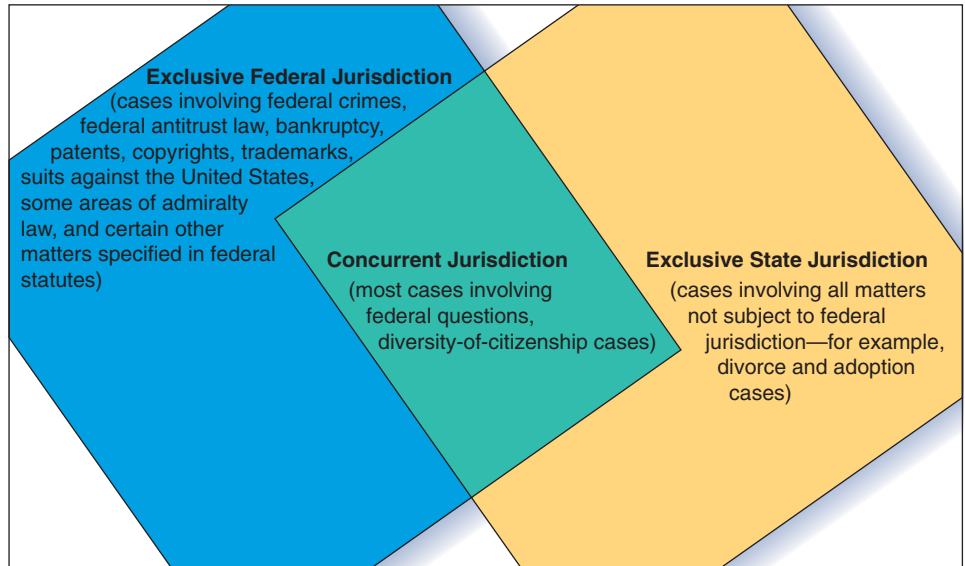 Exclusive Federal Jurisdiction
(cases involving federal crimes,
federal antitrust law, bankruptcy,
patents, copyrights, trademarks,
suits against the United States,
some areas of admiralty
law, and certain other
matters specified in federal
statutes)
Concurrent Jurisdiction
(most cases involving
federal questions,
diversity-of-citizenship cases)
Exclusive State Jurisdiction
(cases involving all matters
not subject to federal
jurisdiction—for example,
divorce and adoption
cases)